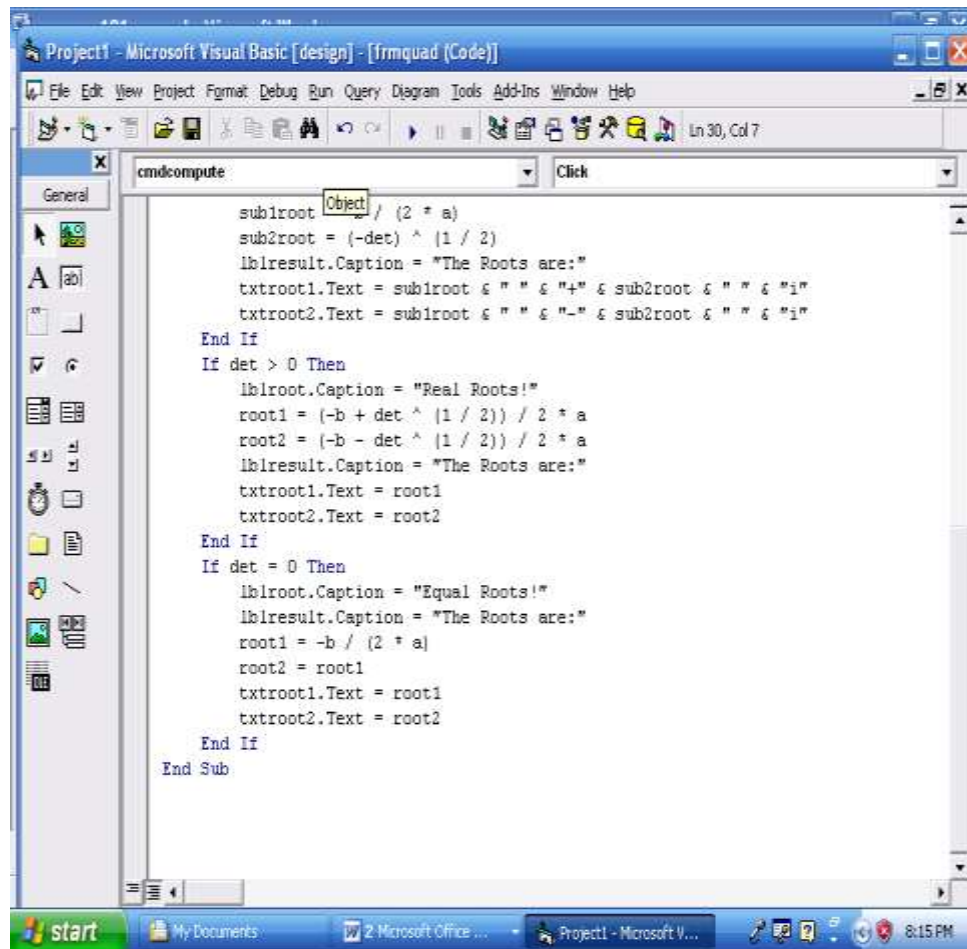 Project1 - Microsoft Visual Basic [design] - [frmquad (Code)]
File Edit View Project Format Debug Run Query Diagram Tools Add-Ins Window Help
Ln 30, Col 7
General
cmdcompute Click
Object
sub1root / (2 * a)
sub2root = (-det) ^ (1 / 2)
lblresult.Caption = "The Roots are:"
txtroot1.Text = sub1root & " " & "+" & sub2root & " " & "i"
txtroot2.Text = sub1root & " " & "-" & sub2root & " " & "i"
End If
If det > 0 Then
lblroot.Caption = "Real Roots!"
root1 = (-b + det ^ (1 / 2)) / 2 * a
root2 = (-b - det ^ (1 / 2)) / 2 * a
lblresult.Caption = "The Roots are:"
txtroot1.Text = root1
txtroot2.Text = root2
End If
If det = 0 Then
lblroot.Caption = "Equal Roots!"
lblresult.Caption = "The Roots are:"
root1 = -b / (2 * a)
root2 = root1
txtroot1.Text = root1
txtroot2.Text = root2
End If
End Sub
start My Documents 2 Microsoft Office ... Project1 - Microsoft V... 8:15 PM